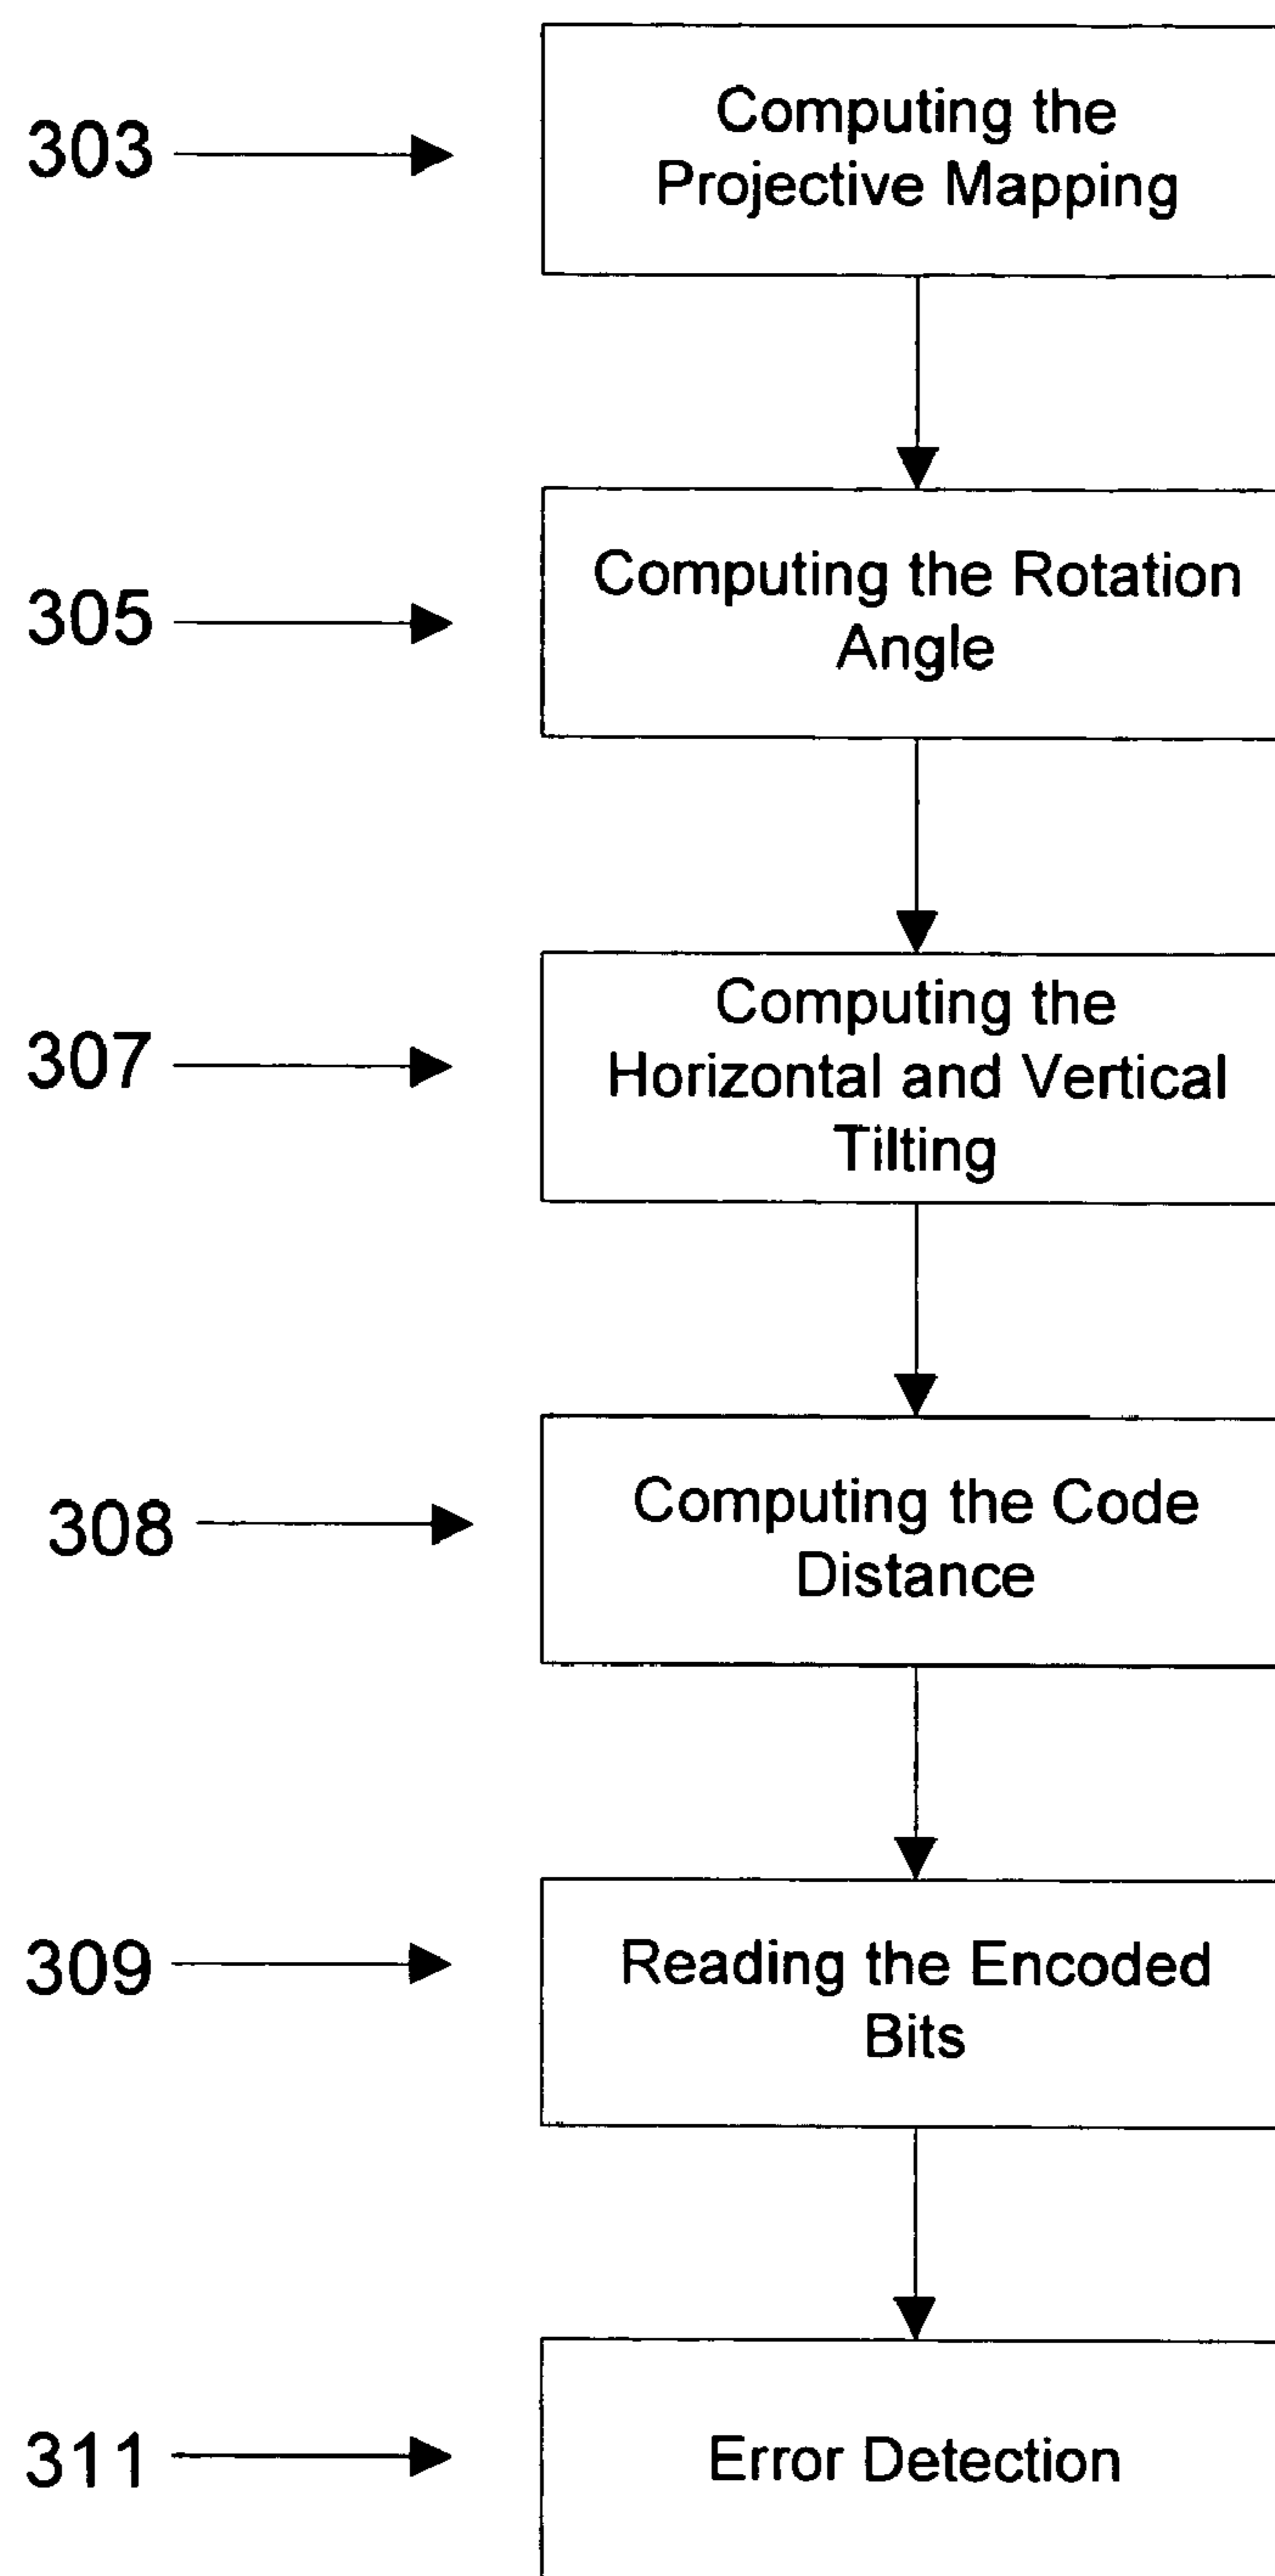 303
Computing the
Projective Mapping
305
Computing the Rotation
Angle
307
Computing the
Horizontal and Vertical
Tilting
308
Computing the Code
Distance
309
Reading the Encoded
Bits
311
Error Detection